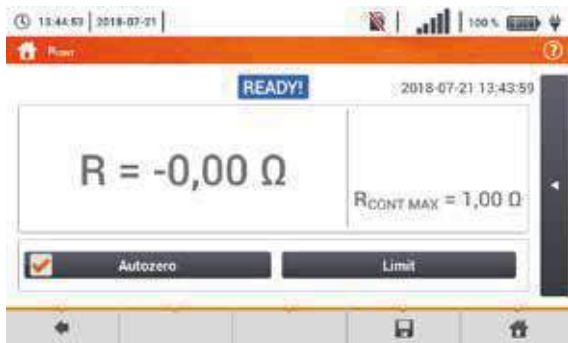 13:44:53 2018-07-21 100 %
RCONT
READY! 2018-07-21 13:43:59
R = -0,00 Ω
RCONT MAX = 1,00 Ω
Autozero Limit